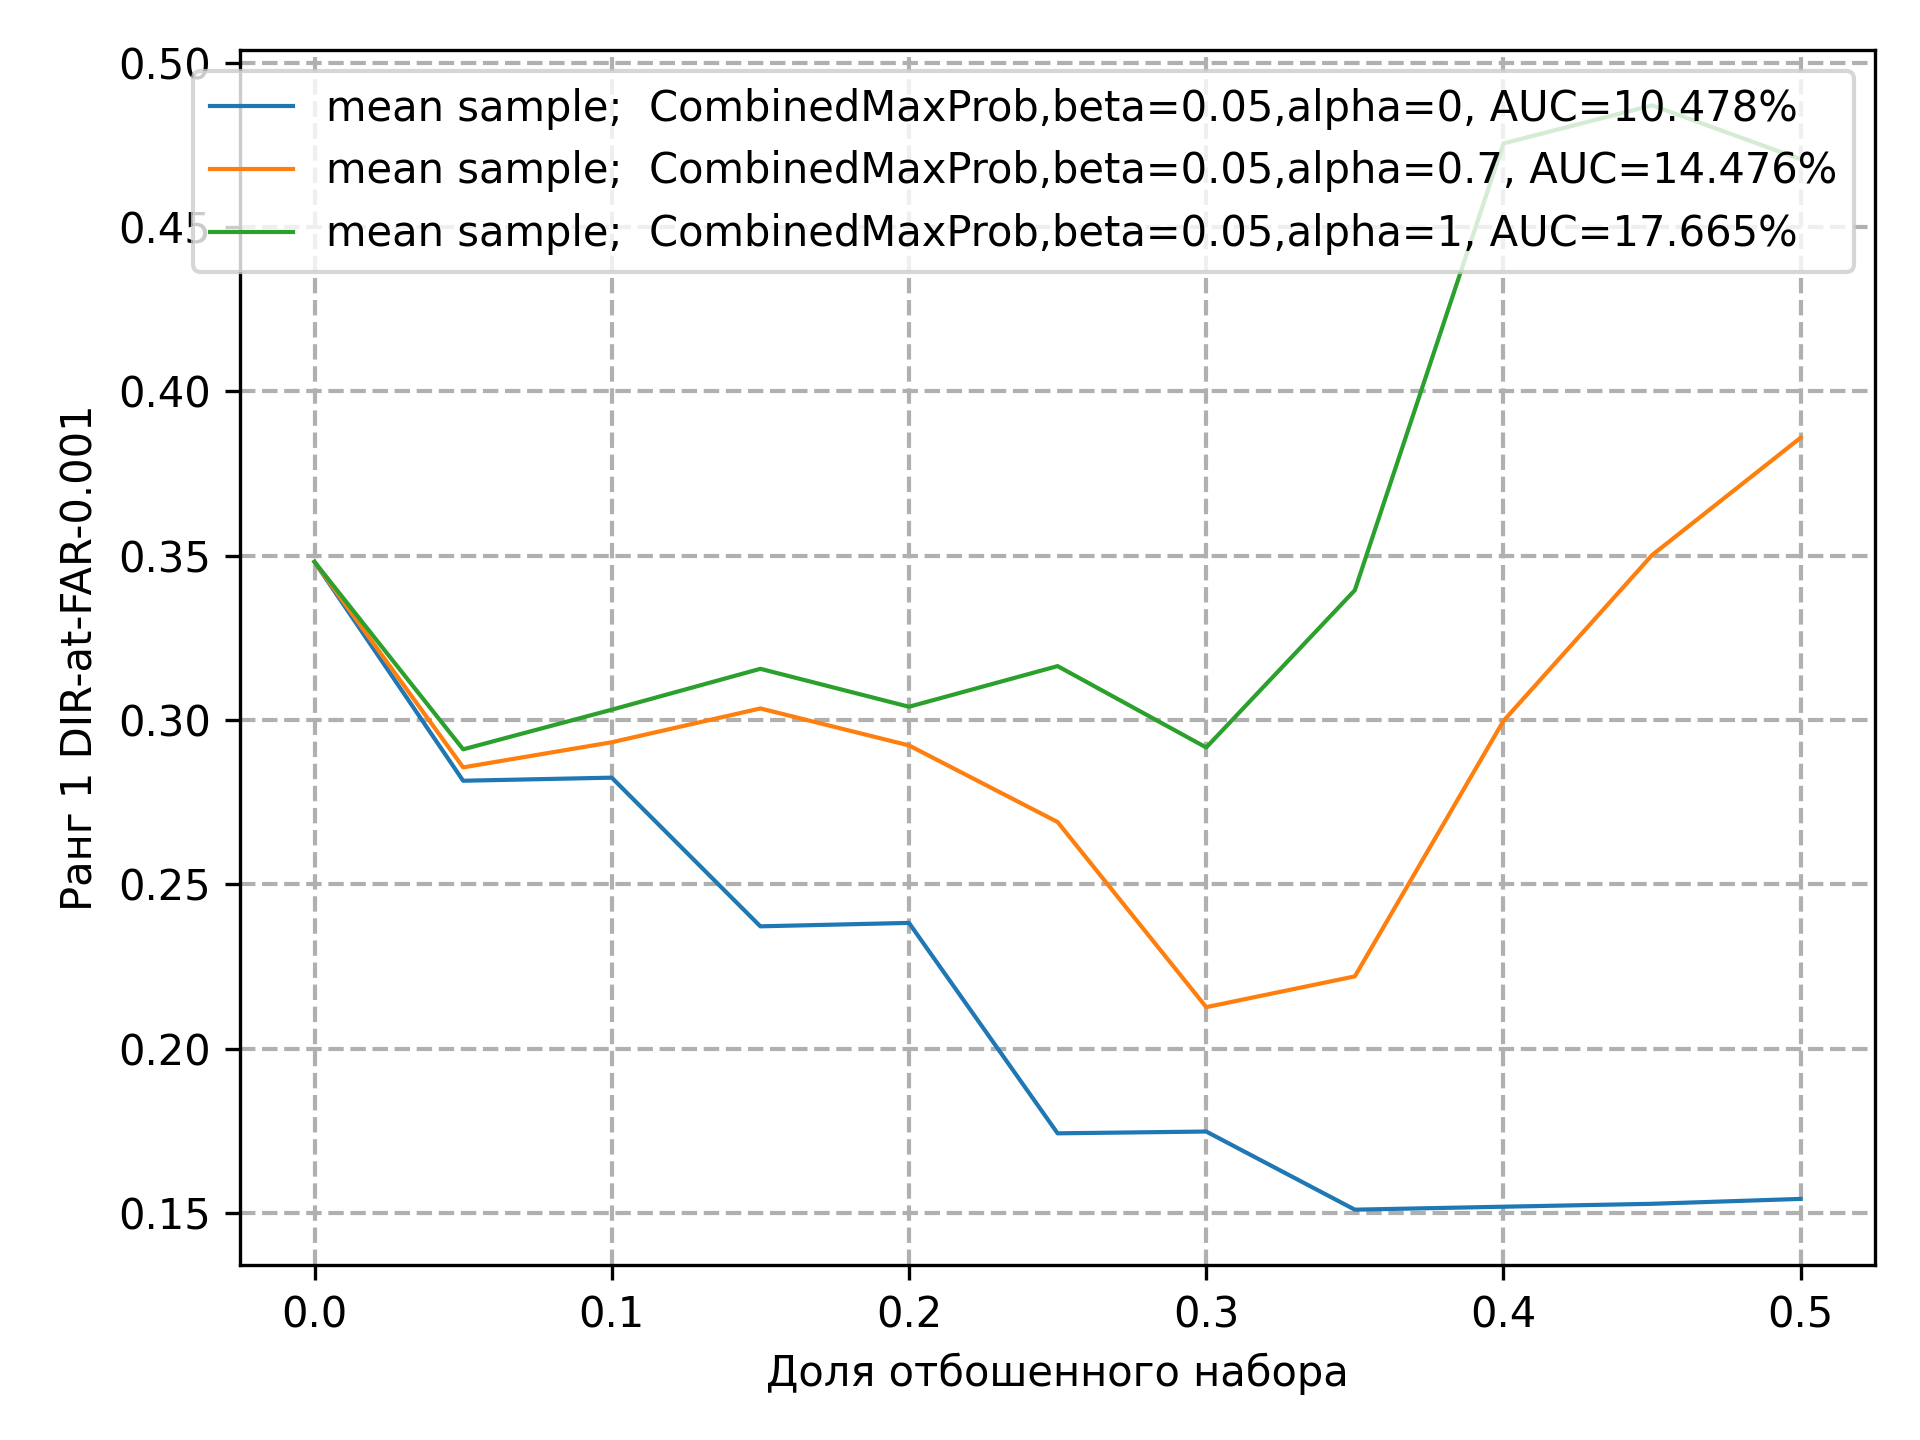 0.50
mean sample;  CombinedMaxProb,beta=0.05,alpha=0, AUC=10.478%
mean sample;  CombinedMaxProb,beta=0.05,alpha=0.7, AUC=14.476%
mean sample;  CombinedMaxProb,beta=0.05,alpha=1, AUC=17.665%
0.45
0.40
0.35
0.30
0.25
0.20
0.15
Ранг 1 DIR-at-FAR-0.001
0.0 0.1 0.2 0.3 0.4 0.5
Доля отбошенного набора